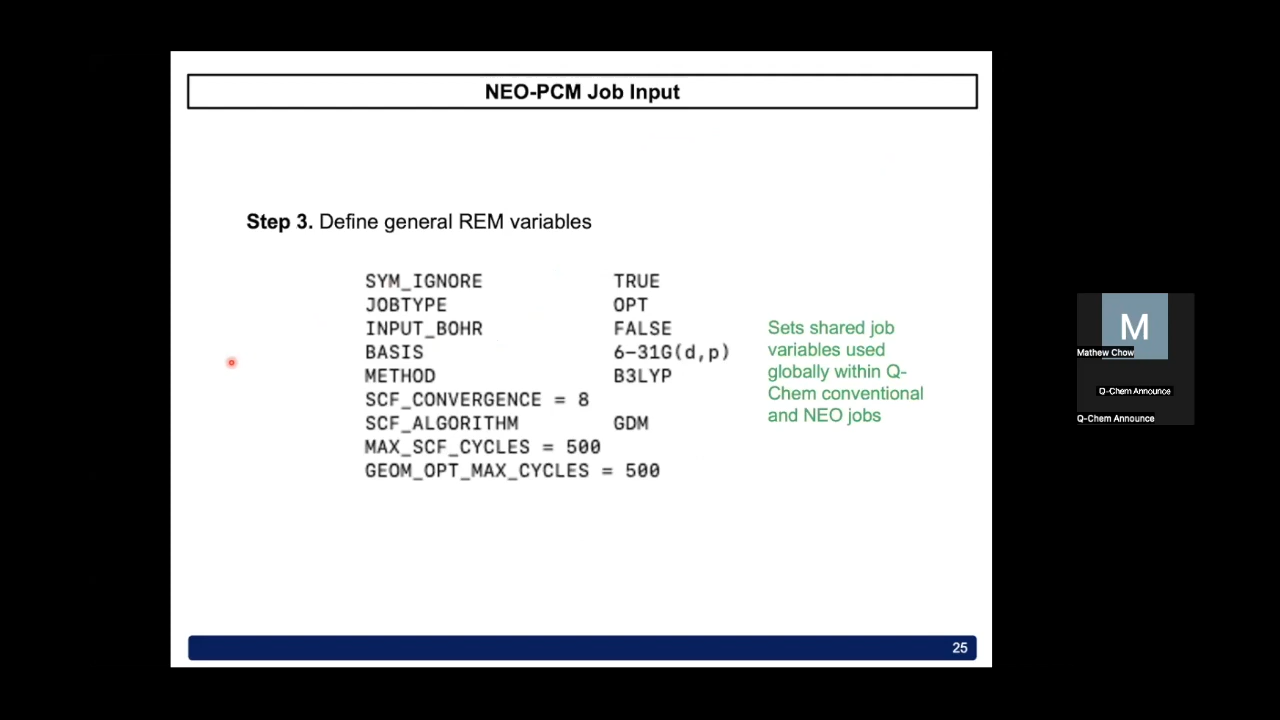 NEO-PCM Job Input
Step 3. Define general REM variables
SYM_IGNORE TRUE
JOBTYPE OPT
INPUT_BOHR FALSE
BASIS 6-31G(d,p)
METHOD B3LYP
SCF_CONVERGENCE = 8
SCF_ALGORITHM GDM
MAX_SCF_CYCLES = 500
GEOM_OPT_MAX_CYCLES = 500
Sets shared job
variables used
globally within Q-
Chem conventional
and NEO jobs
25
M
Mathew Chow
Q-Chem Announce
Q-Chem Announce